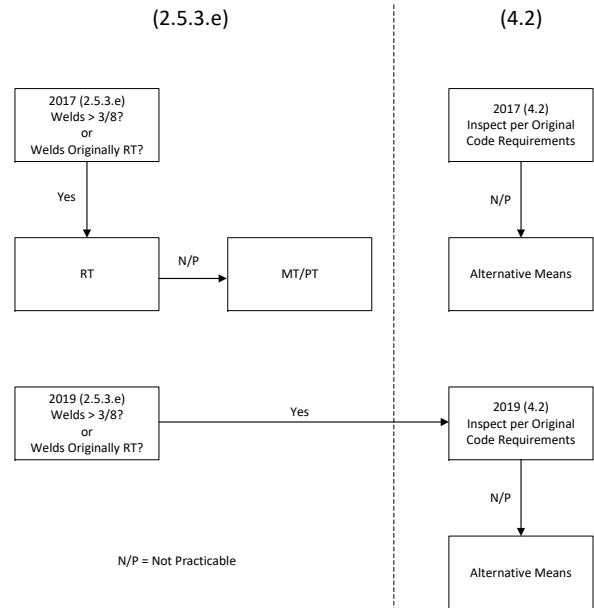 (2.5.3.e)
(4.2)
2017 (2.5.3.e)
Welds > 3/8?
or
Welds Originally RT?
2017 (4.2)
Inspect per Original
Code Requirements
Yes
N/P
RT
N/P
MT/PT
Alternative Means
2019 (2.5.3.e)
Welds > 3/8?
or
Welds Originally RT?
Yes
2019 (4.2)
Inspect per Original
Code Requirements
N/P
N/P = Not Practicable
Alternative Means